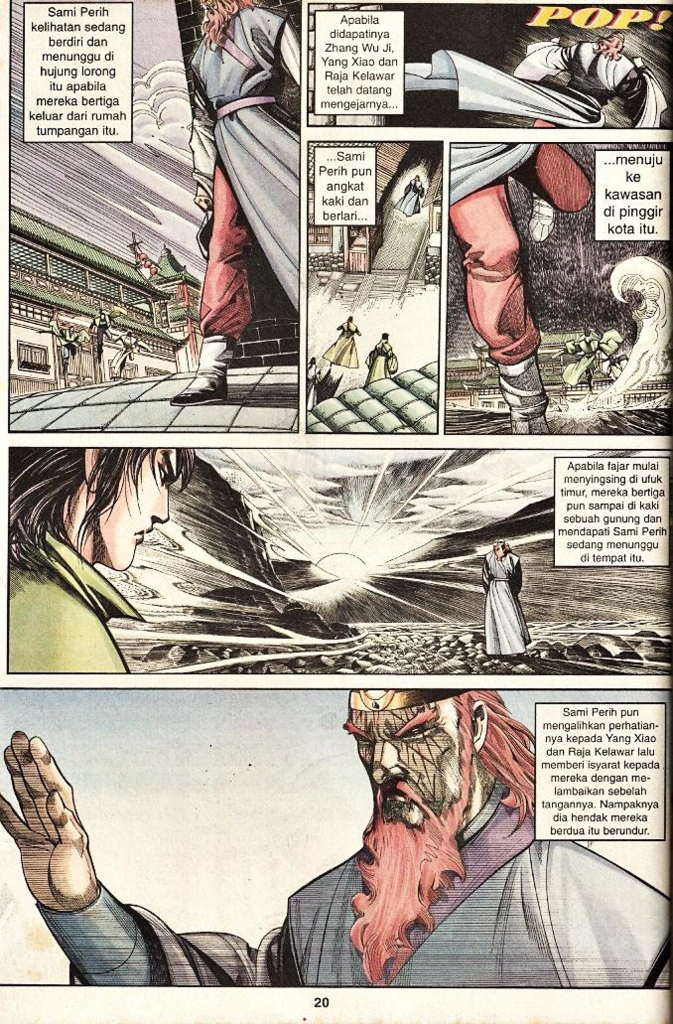 Sami Perih
kelihatan sedang
berdiri dan
menunggu di
hujung lorong
itu apabila
mereka bertiga
keluar dari rumah
tumpangan itu.
Apabila
didapatinya
Zhang Wu Ji,
Yang Xiao dan
Raja Kelawar
telah datang
mengejarnya...
POP!
...Sami
Perih pun
angkat
kaki dan
berlari...
...menuju
ke
kawasan
di pinggir
kota itu.
Apabila fajar mulai
menyingsing di ufuk
timur, mereka bertiga
pun sampai di kaki
sebuah gunung dan
mendapati Sami Perih
sedang menunggu
di tempat itu.
Sami Perih pun
mengalihkan perhatian-
nya kepada Yang Xiao
dan Raja Kelawar lalu
memberi isyarat kepada
mereka dengan me-
lambaikan sebelah
tangannya. Nampaknya
dia hendak mereka
berdua itu berundur.
20